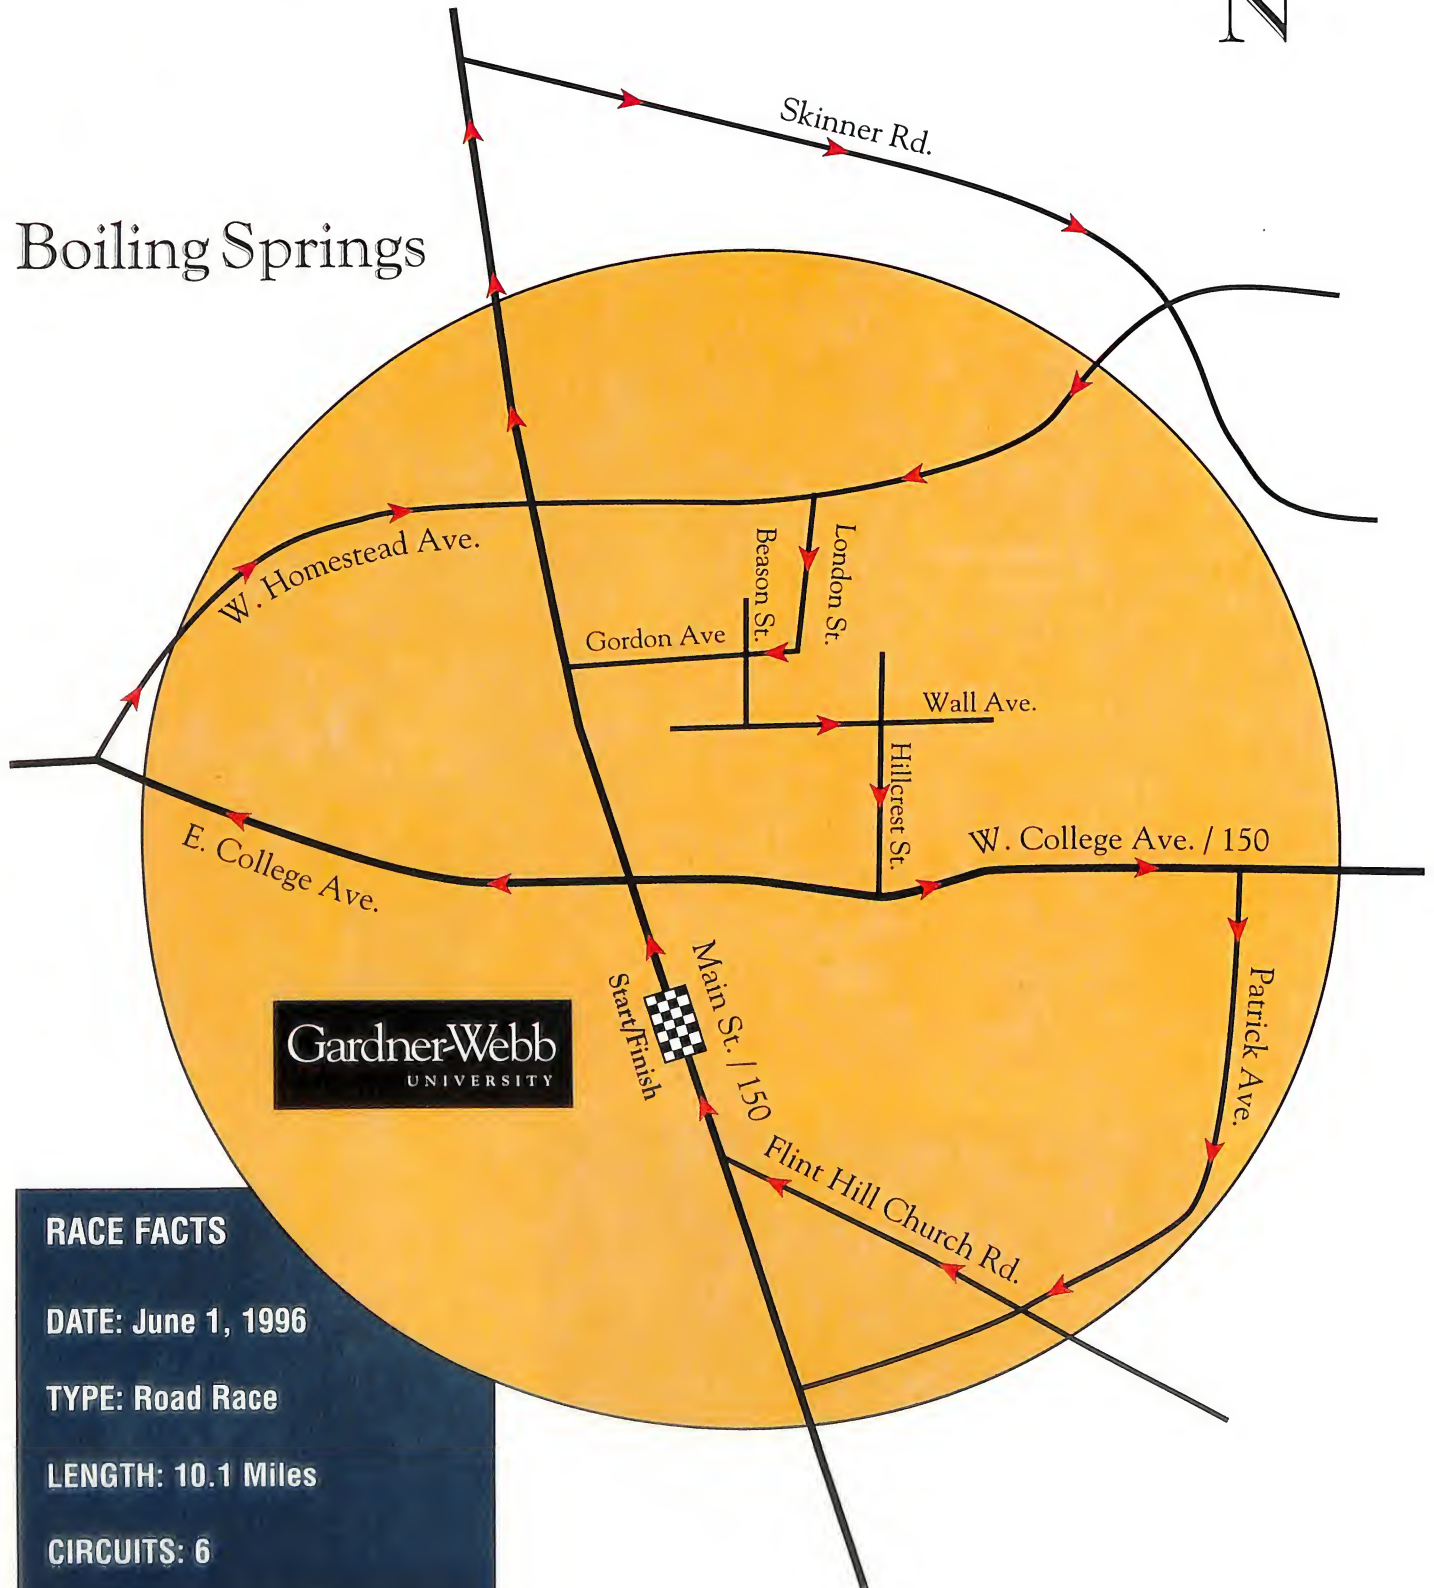 N
Skinner Rd.
Boiling Springs
W. Homestead Ave.
Beason St.
London St.
Gordon Ave
Wall Ave.
Hillcrest St.
W. College Ave. / 150
E. College Ave.
Main St. / 150
Start/Finish
Patrick Ave.
Gardner-Webb
UNIVERSITY
Flint Hill Church Rd.
RACE FACTS
DATE: June 1, 1996
TYPE: Road Race
LENGTH: 10.1 Miles
CIRCUITS: 6